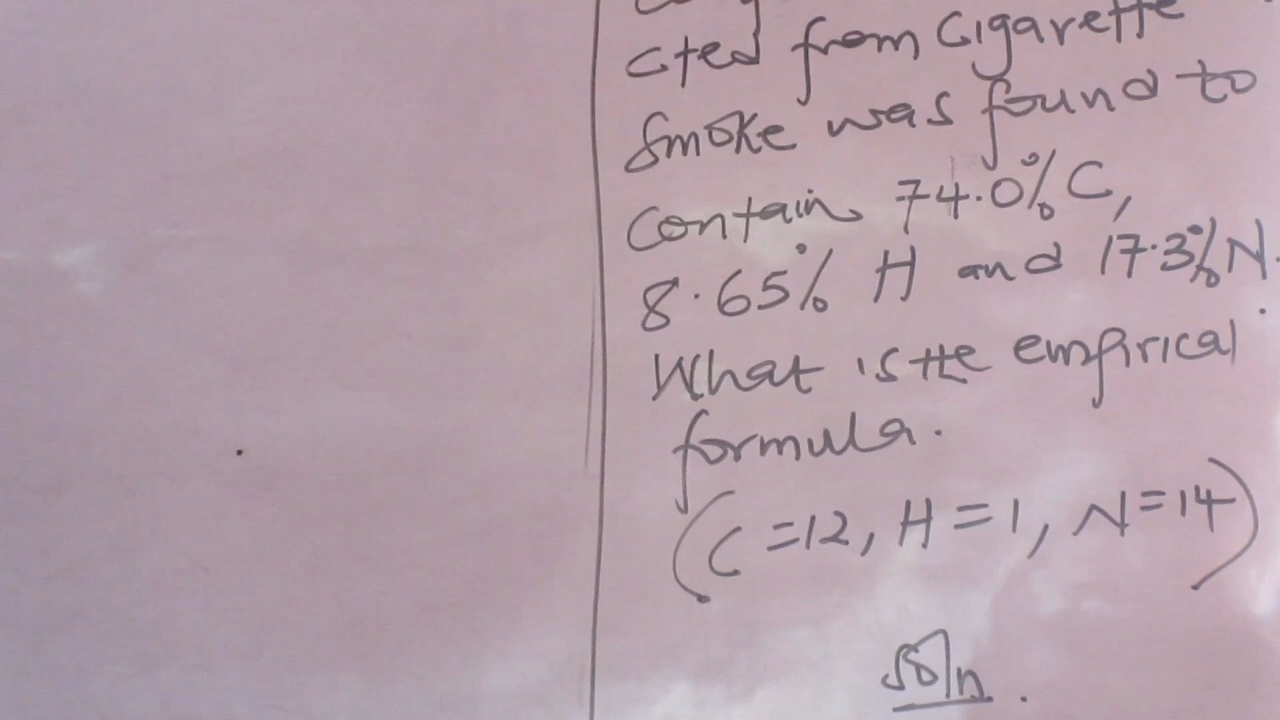 cted from Cigarette
Smoke was found to
Contain 74.0% C,
8.65% H and 17.3% N.
What is the empirical
formula.
(C = 12, H = 1, N = 14)
Soln.